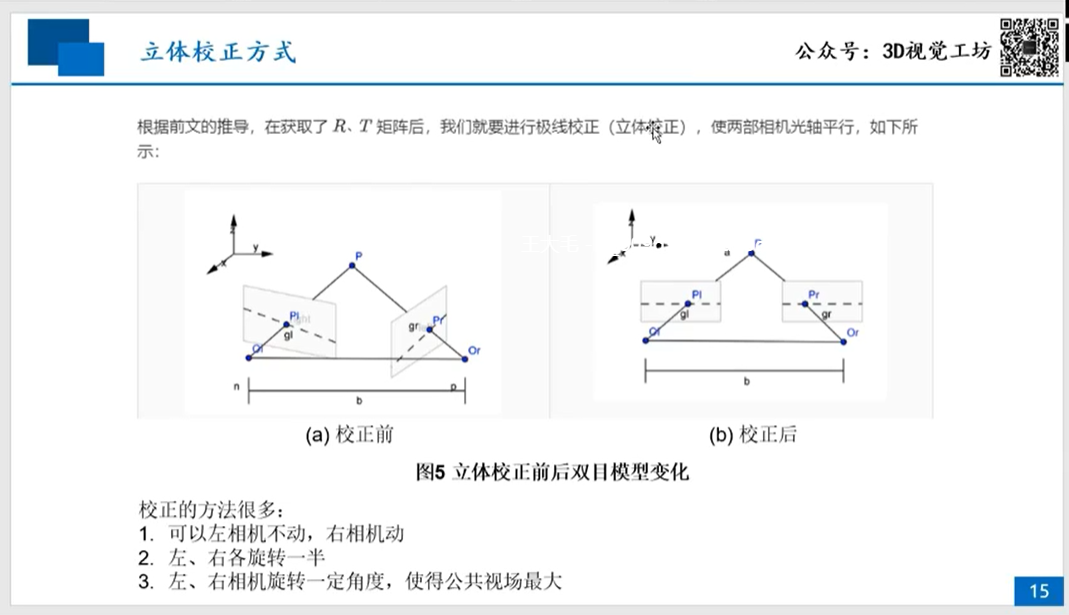 立体校正方式
公众号：3D视觉工坊
根据前文的推导，在获取了 R、T 矩阵后，我们就要进行极线校正（立体校正），使两部相机光轴平行，如下所
示：
z
y
x
P
Pl
gl
Ol
gr
Pr
Or
n
p
b
(a) 校正前
y
x
a
P
Pl
gl
Ol
Pr
gr
Or
b
(b) 校正后
图5 立体校正前后双目模型变化
校正的方法很多：
1. 可以左相机不动，右相机动
2. 左、右各旋转一半
3. 左、右相机旋转一定角度，使得公共视场最大
15